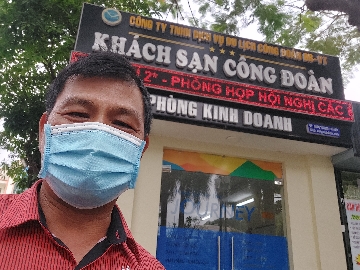 CÔNG TY TNHH DỊCH VỤ DU LỊCH CÔNG ĐOÀN
KHÁCH SẠN CÔNG ĐOÀN
2" - PHÒNG HỌP HỘI NGHỊ CÁC
PHÒNG KINH DOANH